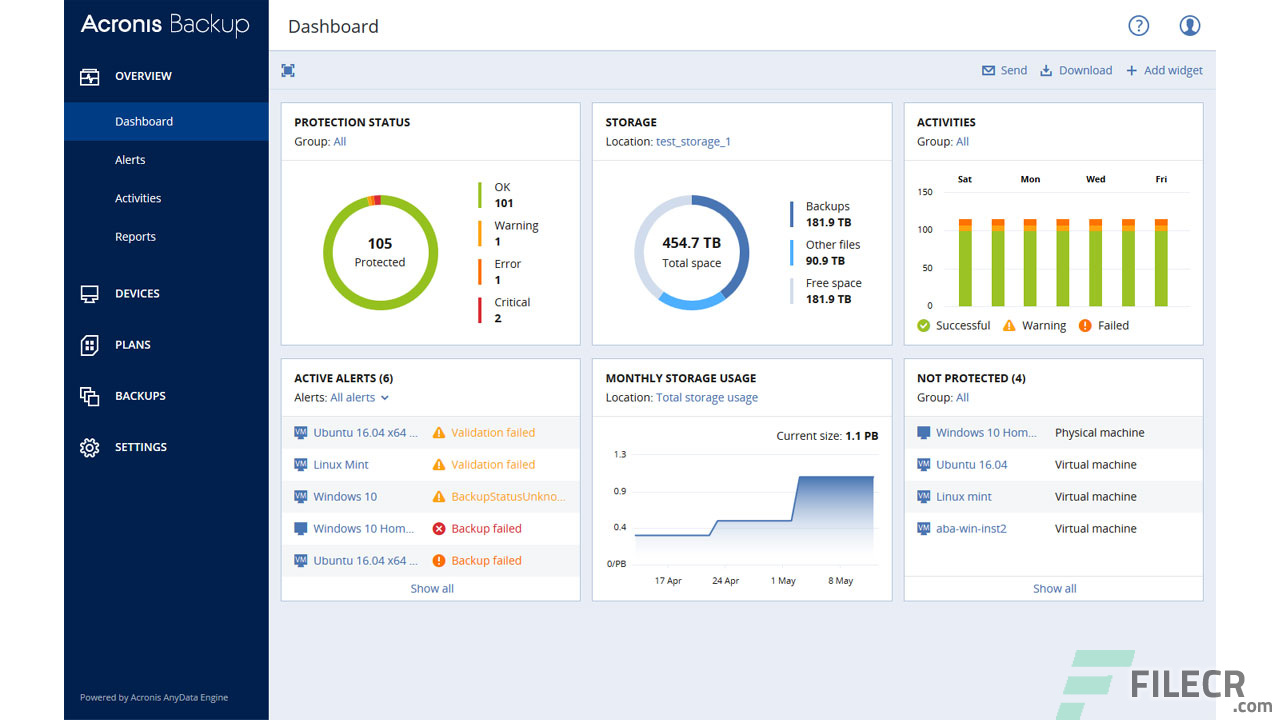 Acronis Backup
OVERVIEW
Dashboard
Alerts
Activities
Reports
DEVICES
PLANS
BACKUPS
SETTINGS
Powered by Acronis AnyData Engine
Dashboard
?
Send Download + Add widget
PROTECTION STATUS
Group: All
105
Protected
OK
101
Warning
1
Error
1
Critical
2
STORAGE
Location: test_storage_1
454.7 TB
Total space
Backups
181.9 TB
Other files
90.9 TB
Free space
181.9 TB
ACTIVITIES
Group: All
Sat Mon Wed Fri
150
100
50
0
Successful Warning Failed
ACTIVE ALERTS (6)
Alerts: All alerts
VM Ubuntu 16.04 x64 ... Validation failed
VM Linux Mint Validation failed
VM Windows 10 BackupStatusUnkno...
Windows 10 Hom... Backup failed
VM Ubuntu 16.04 x64 ... Backup failed
Show all
MONTHLY STORAGE USAGE
Location: Total storage usage
Current size: 1.1 PB
1.3
0.9
0.4
0/PB
17 Apr 24 Apr 1 May 8 May
NOT PROTECTED (4)
Group: All
Windows 10 Hom... Physical machine
VM Ubuntu 16.04 Virtual machine
VM Linux mint Virtual machine
VM aba-win-inst2 Virtual machine
Show all
FILECR
.com